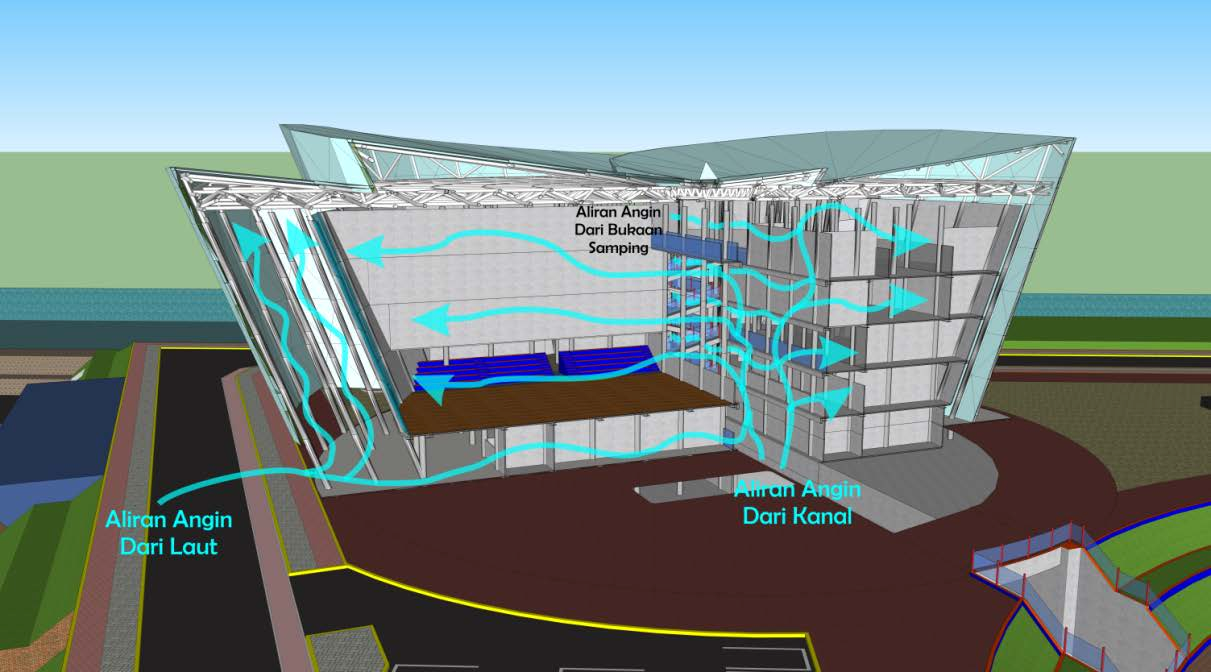 Aliran Angin
Dari Bukaan
Samping
Aliran Angin
Dari Laut
Aliran Angin
Dari Kanal